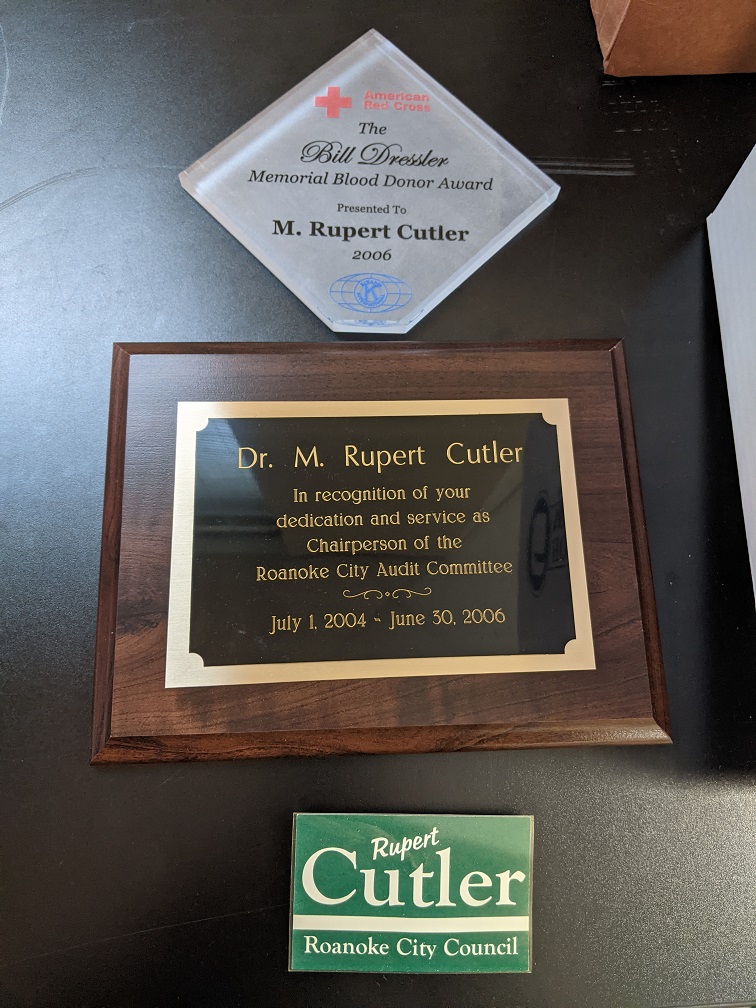 American
Red Cross
The
Bill Dressler
Memorial Blood Donor Award
Presented To
M. Rupert Cutler
2006
K
Dr. M. Rupert Cutler
In recognition of your
dedication and service as
Chairperson of the
Roanoke City Audit Committee
July 1, 2004 - June 30, 2006
Rupert
Cutler
Roanoke City Council